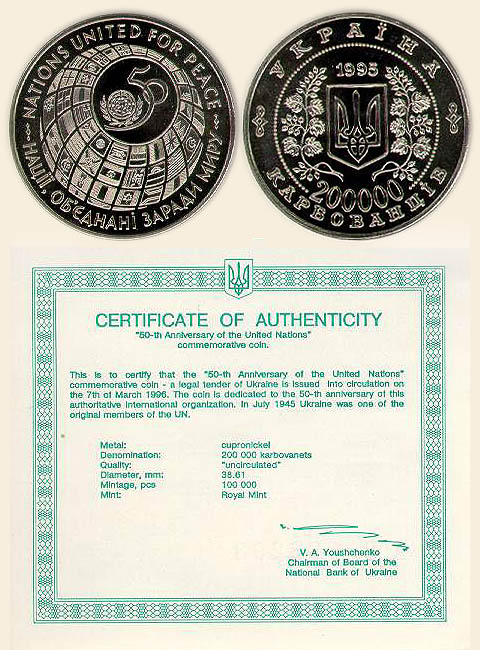 NATIONS UNITED FOR PEACE
50
НАЦІЇ, ОБ'ЄДНАНІ ЗАРАДИ МИРУ
УКРАЇНА
1995
200000
КАРБОВАНЦІВ
CERTIFICATE OF AUTHENTICITY
"50-th Anniversary of the United Nations"
commemorative coin.
This is to certify that the "50-th Anniversary of the United Nations"
commemorative coin - a legal tender of Ukraine is issued into circulation on
the 7th of March 1996. The coin is dedicated to the 50-th anniversary of this
authoritative international organization. In July 1945 Ukraine was one of the
original members of the UN.
Metal: cupronickel
Denomination: 200 000 karbovanets
Quality: "uncirculated"
Diameter, mm: 38.61
Mintage, pcs 100 000
Mint: Royal Mint
V. A. Youshchenko
Chairman of Board of the
National Bank of Ukraine